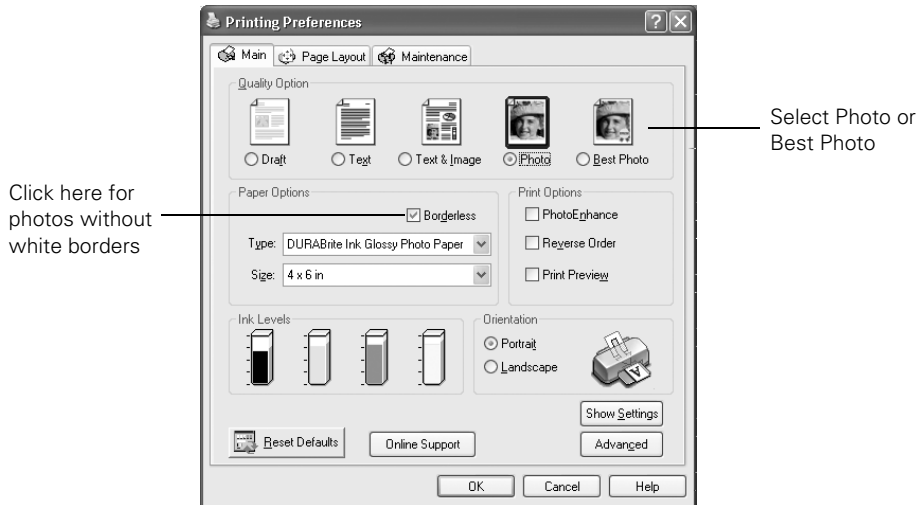 Printing Preferences
Main Page Layout Maintenance
Quality Option
Draft Text Text & Image Photo Best Photo
Select Photo or
Best Photo
Click here for
photos without
white borders
Paper Options
Borderless
Type: DURABrite Ink Glossy Photo Paper
Size: 4 x 6 in
Print Options
PhotoEnhance
Reverse Order
Print Preview
Ink Levels
Orientation
Portrait
Landscape
A
Show Settings
Reset Defaults Online Support Advanced
OK Cancel Help